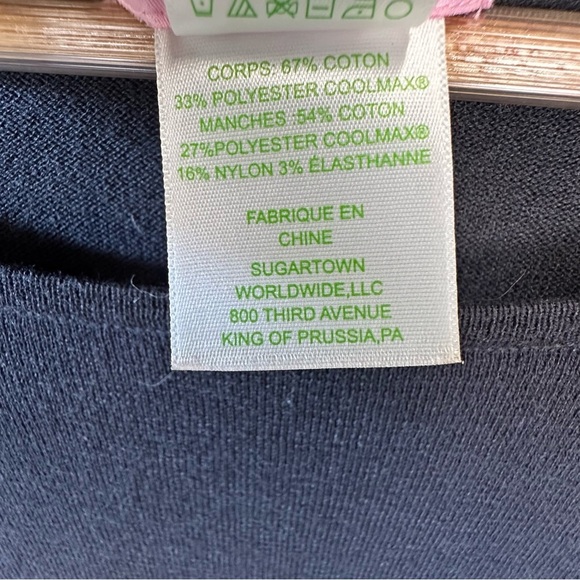 CORPS: 67% COTON
33% POLYESTER COOLMAX®
MANCHES :54% COTON
27%POLYESTER COOLMAX®
16% NYLON 3% ÉLASTHANNE
FABRIQUE EN
CHINE
SUGARTOWN
WORLDWIDE,LLC
800 THIRD AVENUE
KING OF PRUSSIA,PA